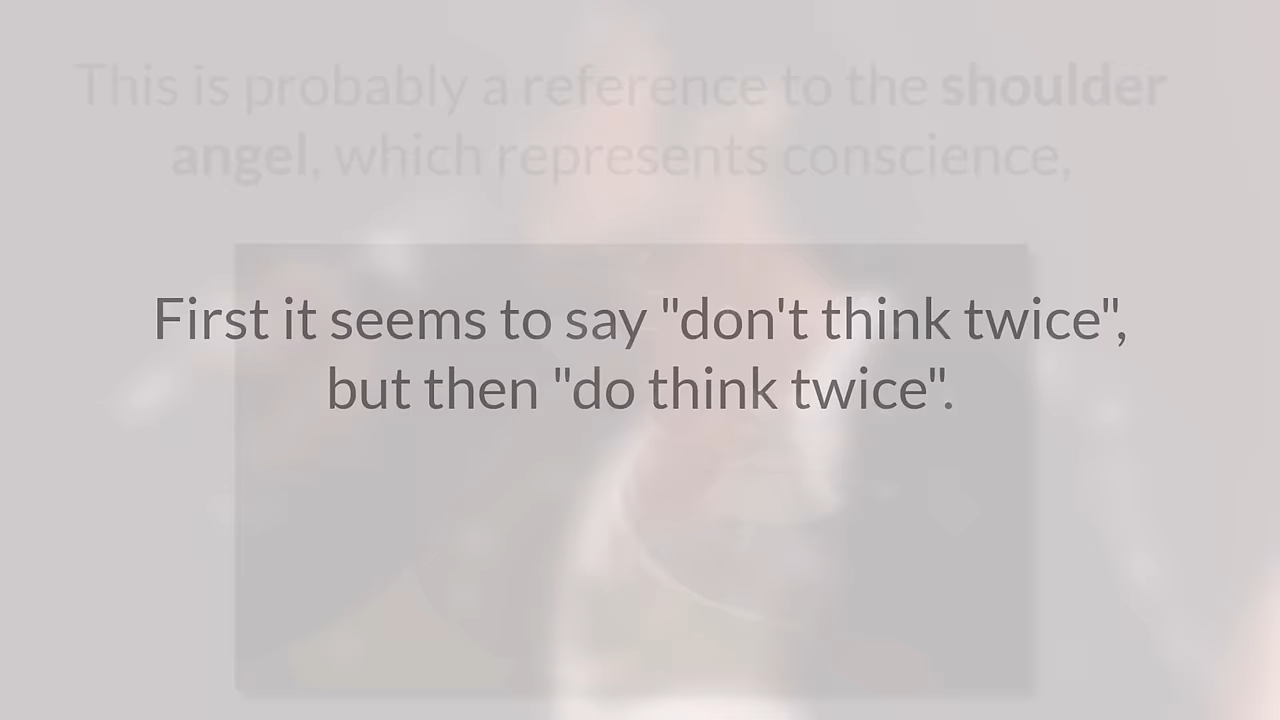 This is probably a reference to the shoulder
angel, which represents conscience,
First it seems to say "don't think twice",
but then "do think twice".